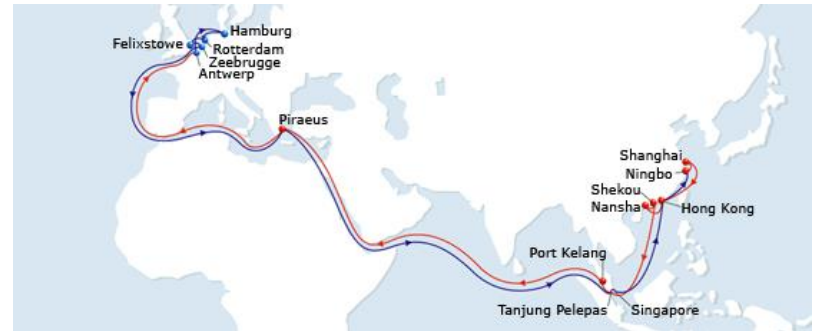 Hamburg
Felixstowe
Rotterdam
Zeebrugge
Antwerp
Piraeus
Shanghai
Ningbo
Shekou
Nansha
Hong Kong
Port Kelang
Tanjung Pelepas
Singapore